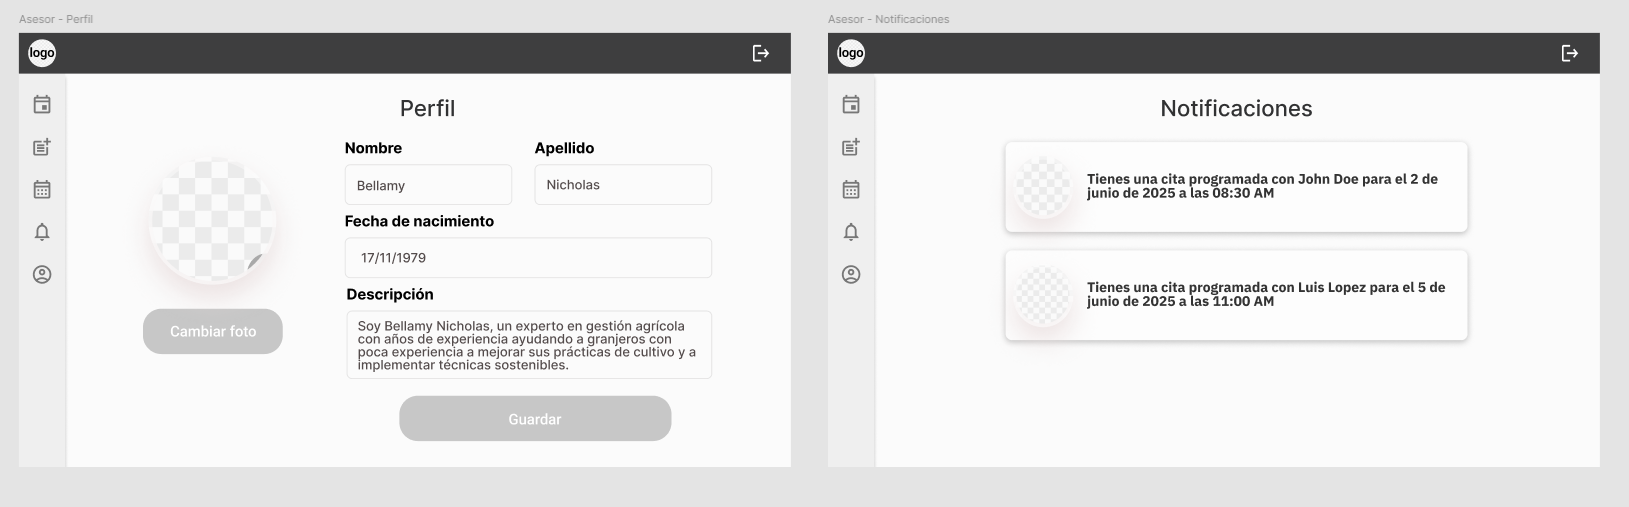 Asesor - Perfil
logo
Perfil
Nombre
Apellido
Bellamy
Nicholas
Fecha de nacimiento
17/11/1979
Descripción
Soy Bellamy Nicholas, un experto en gestión agrícola
con años de experiencia ayudando a granjeros con
poca experiencia a mejorar sus prácticas de cultivo y a
implementar técnicas sostenibles.
Cambiar foto
Guardar
Asesor - Notificaciones
logo
Notificaciones
Tienes una cita programada con John Doe para el 2 de
junio de 2025 a las 08:30 AM
Tienes una cita programada con Luis Lopez para el 5 de
junio de 2025 a las 11:00 AM